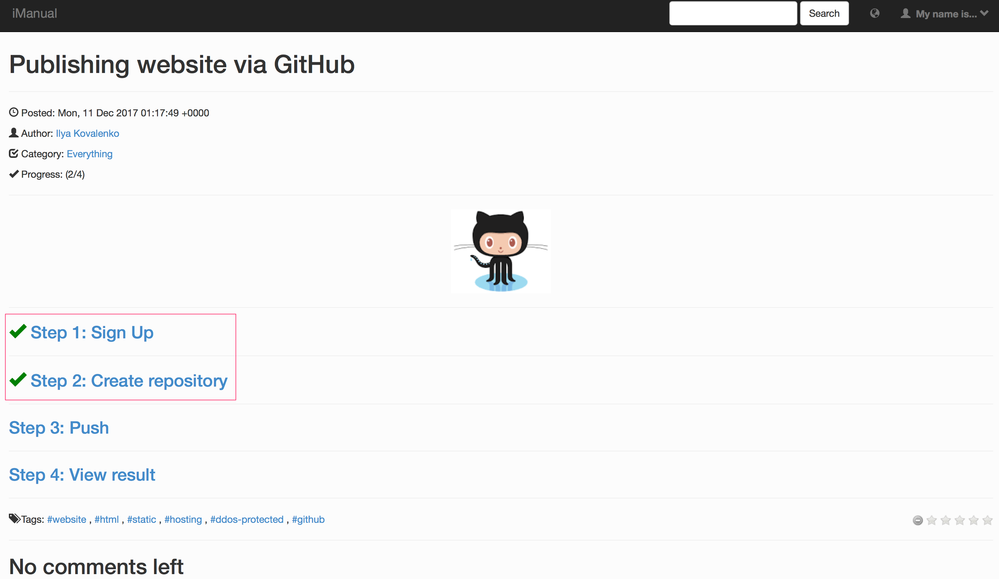 iManual
Search
My name is...
Publishing website via GitHub
Posted: Mon, 11 Dec 2017 01:17:49 +0000
Author: Ilya Kovalenko
Category: Everything
Progress: (2/4)
Step 1: Sign Up
Step 2: Create repository
Step 3: Push
Step 4: View result
Tags: #website , #html , #static , #hosting , #ddos-protected , #github
No comments left